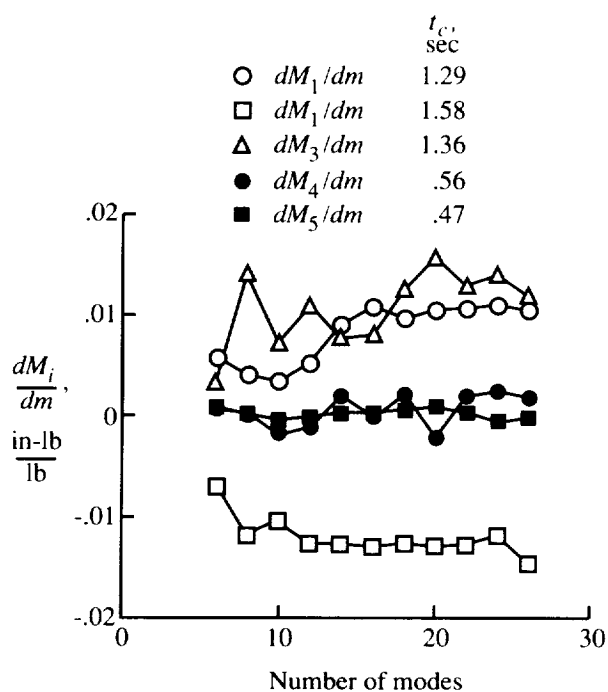 t_c,
sec
dM_1/dm 1.29
dM_1/dm 1.58
dM_3/dm 1.36
dM_4/dm .56
dM_5/dm .47
.02
.01
0
-.01
-.02
dM_i
dm ,
in-lb
lb
0 10 20 30
Number of modes